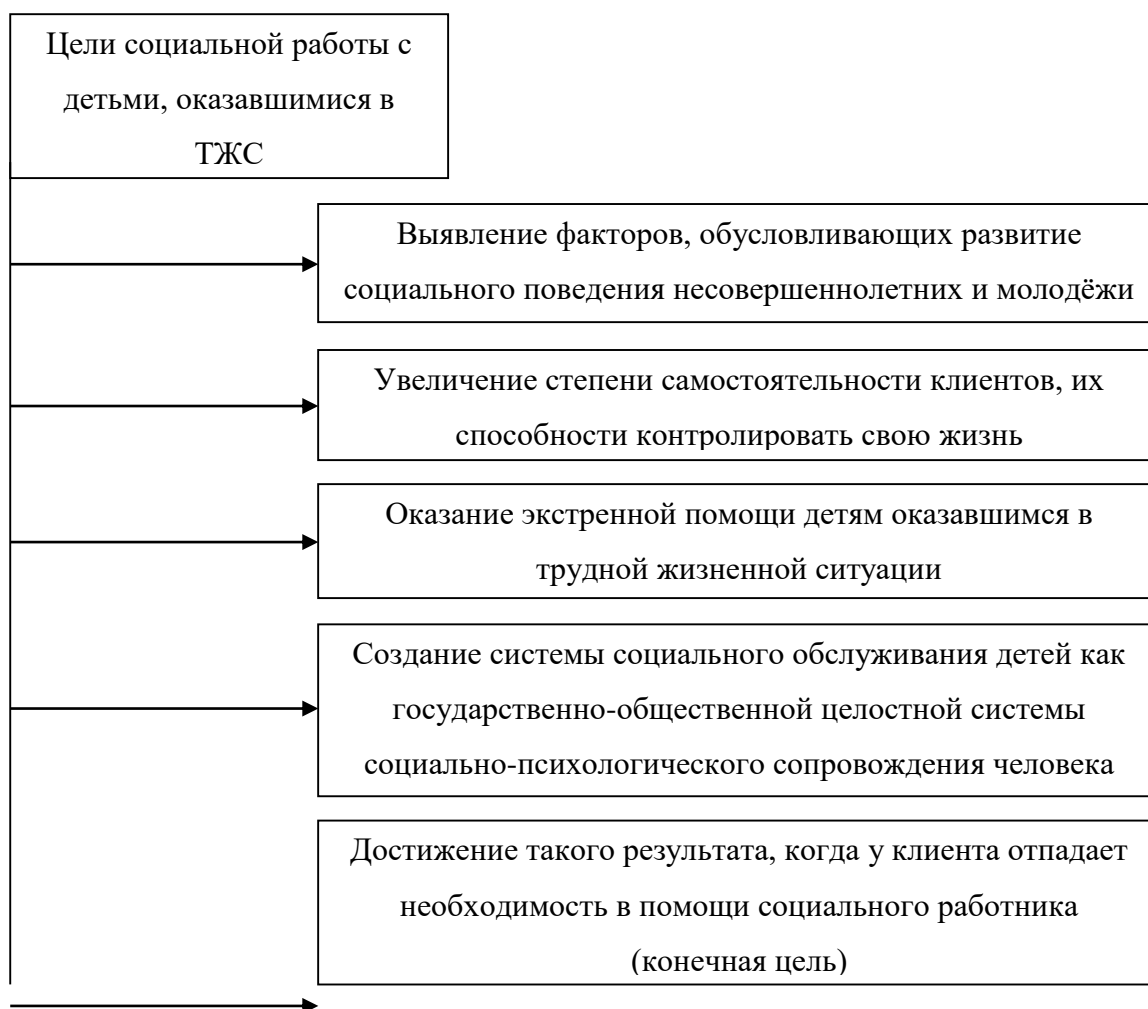 Цели социальной работы с
детьми, оказавшимися в
ТЖС
Выявление факторов, обусловливающих развитие
социального поведения несовершеннолетних и молодёжи
Увеличение степени самостоятельности клиентов, их
способности контролировать свою жизнь
Оказание экстренной помощи детям оказавшимся в
трудной жизненной ситуации
Создание системы социального обслуживания детей как
государственно-общественной целостной системы
социально-психологического сопровождения человека
Достижение такого результата, когда у клиента отпадает
необходимость в помощи социального работника
(конечная цель)